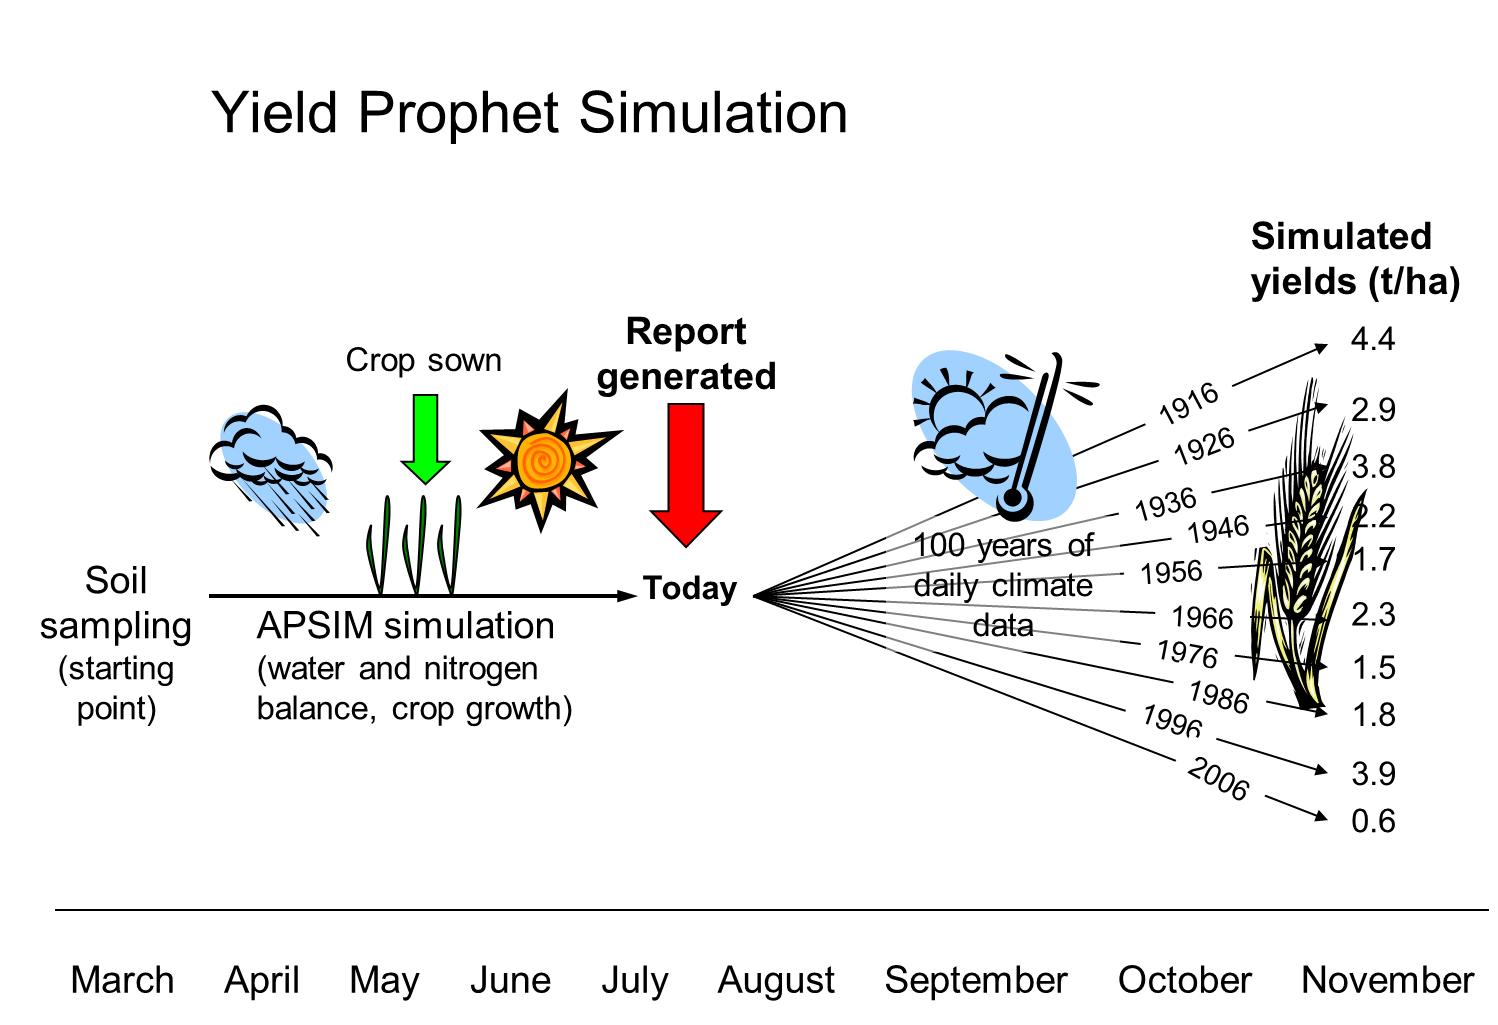 Yield Prophet Simulation
Simulated
yields (t/ha)
Report
generated
Crop sown
4.4
1916
2.9
1926
3.8
1936
2.2
1946
100 years of
daily climate
data
1.7
1956
Soil
sampling
(starting
point)
Today
APSIM simulation
(water and nitrogen
balance, crop growth)
2.3
1966
1.5
1976
1.8
1986
3.9
1996
0.6
2006
March April May June July August September October November